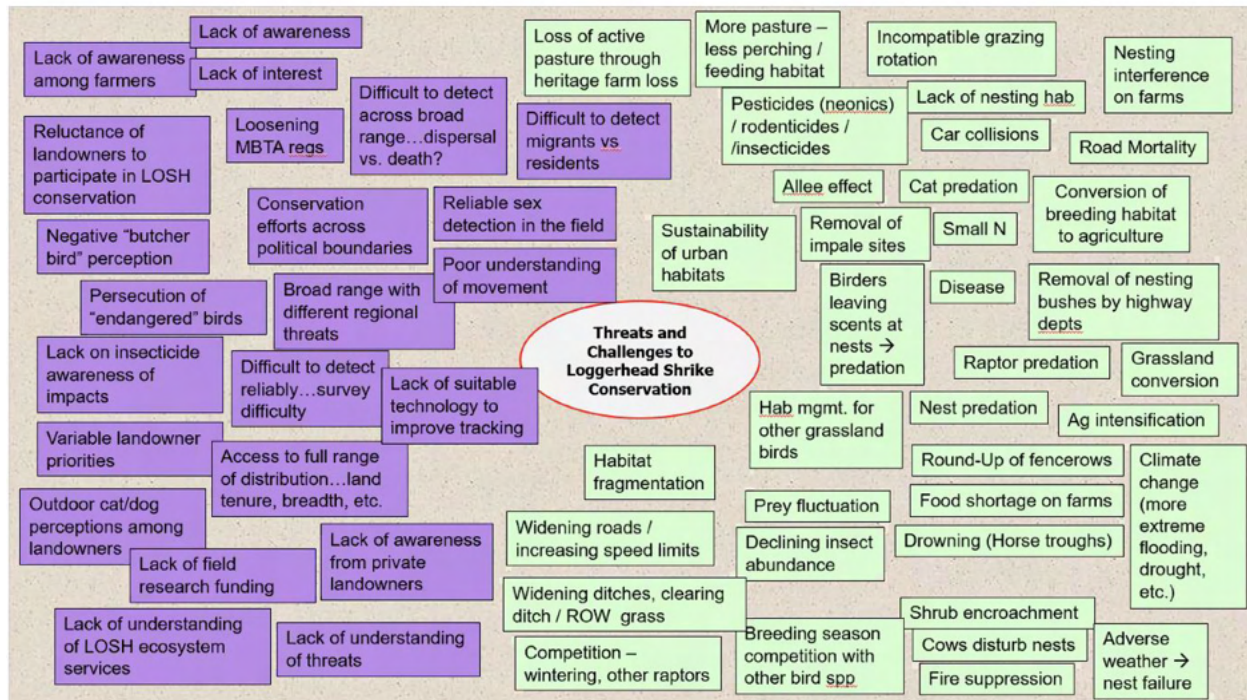 Lack of awareness
among farmers
Lack of awareness
Lack of interest
Reluctance of
landowners to
participate in LOSH
conservation
Loosening
MBTA regs
Difficult to detect
across broad
range…dispersal
vs. death?
Difficult to detect
migrants vs
residents
Negative “butcher
bird” perception
Conservation
efforts across
political boundaries
Reliable sex
detection in the field
Poor understanding
of movement
Persecution of
“endangered” birds
Broad range with
different regional
threats
Lack on insecticide
awareness of
impacts
Difficult to detect
reliably…survey
difficulty
Lack of suitable
technology to
improve tracking
Variable landowner
priorities
Access to full range
of distribution…land
tenure, breadth, etc.
Outdoor cat/dog
perceptions among
landowners
Lack of field
research funding
Lack of awareness
from private
landowners
Lack of understanding
of LOSH ecosystem
services
Lack of understanding
of threats
Threats and
Challenges to
Loggerhead Shrike
Conservation
Loss of active
pasture through
heritage farm loss
More pasture –
less perching /
feeding habitat
Incompatible grazing
rotation
Nesting
interference
on farms
Pesticides (neonics)
/ rodenticides /
/insecticides
Lack of nesting hab
Car collisions
Road Mortality
Allee effect
Cat predation
Conversion of
breeding habitat
to agriculture
Sustainability
of urban
habitats
Removal of
impale sites
Small N
Birders
leaving
scents at
nests →
predation
Disease
Removal of nesting
bushes by highway
depts
Raptor predation
Grassland
conversion
Hab mgmt. for
other grassland
birds
Nest predation
Ag intensification
Habitat
fragmentation
Round-Up of fencerows
Climate
change
(more
extreme
flooding,
drought,
etc.)
Prey fluctuation
Food shortage on farms
Widening roads /
increasing speed limits
Declining insect
abundance
Drowning (Horse troughs)
Widening ditches, clearing
ditch / ROW grass
Shrub encroachment
Competition –
wintering, other raptors
Breeding season
competition with
other bird spp
Cows disturb nests
Fire suppression
Adverse
weather →
nest failure